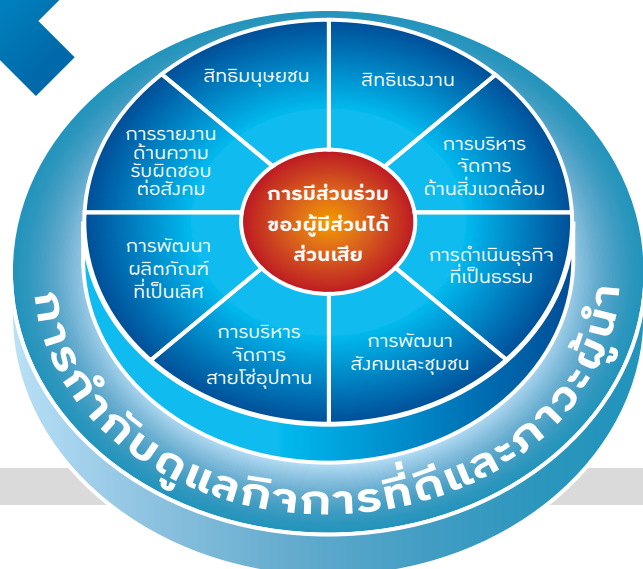 สิทธิมนุษยชน
สิทธิแรงงาน
การบริหาร
จัดการ
ด้านสิ่งแวดล้อม
การดำเนินธุรกิจ
ที่เป็นธรรม
การพัฒนา
สังคมและชุมชน
การบริหาร
จัดการ
สายโซ่อุปทาน
การพัฒนา
ผลิตภัณฑ์
ที่เป็นเลิศ
การรายงาน
ด้านความ
รับผิดชอบ
ต่อสังคม
การมีส่วนร่วม
ของผู้มีส่วนได้
ส่วนเสีย
การกำกับดูแลกิจการที่ดีและภาวะผู้นำ